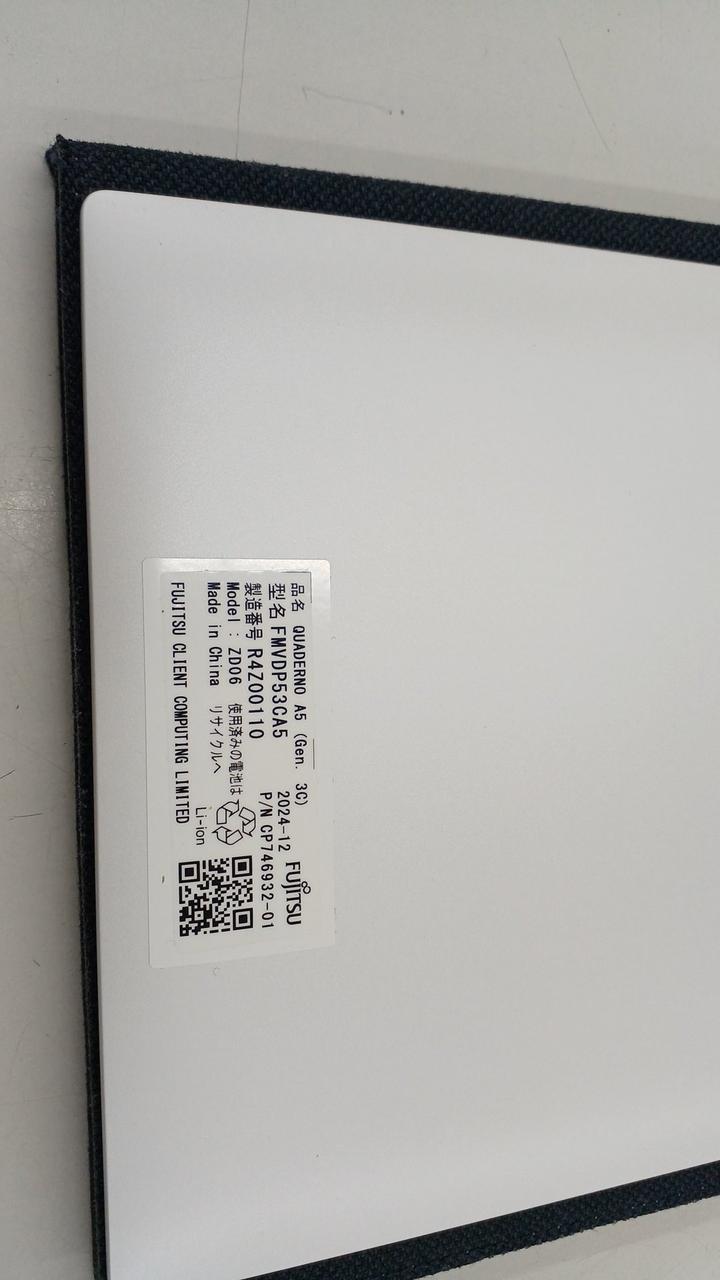 品名 QUADERNO A5 (Gen. 3C)
FUJITSU
型名 FMVDP53CA5 2024-12
製造番号 R4Z00110 P/N CP746932-01
Model : ZD06 使用済みの電池は
Made in China リサイクルへ
Li-ion
FUJITSU CLIENT COMPUTING LIMITED